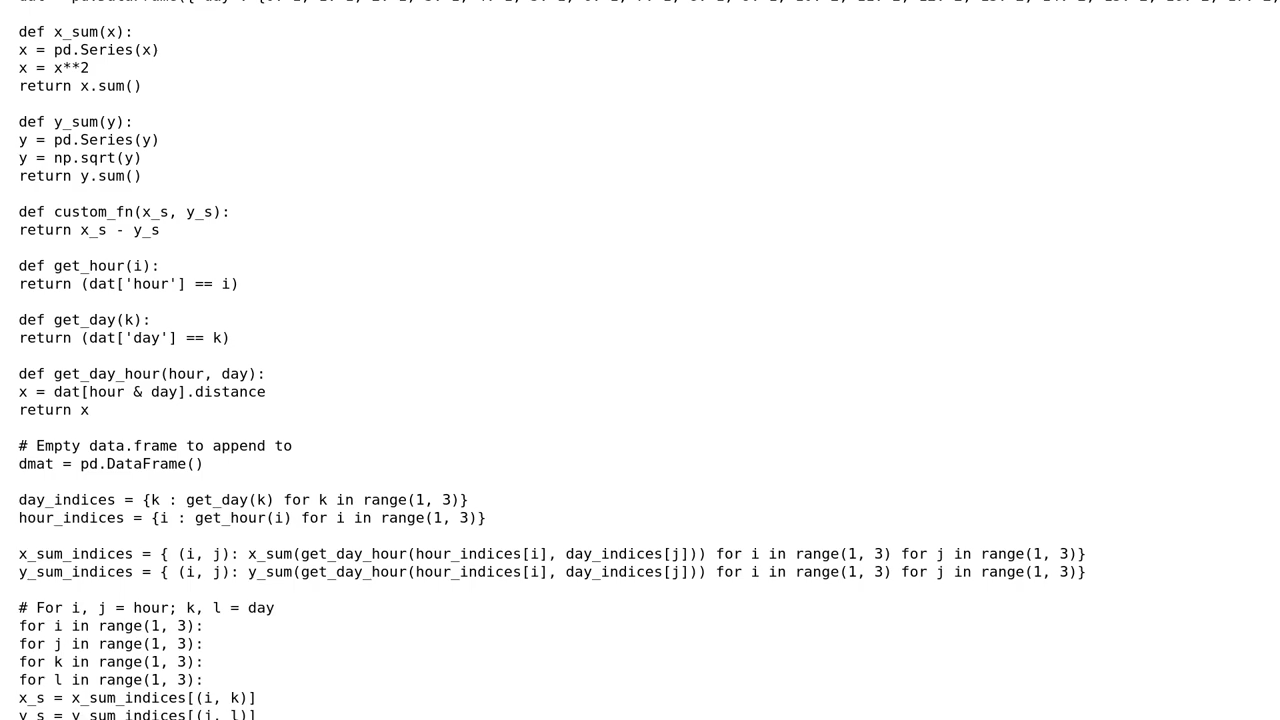 def x_sum(x):
x = pd.Series(x)
x = x**2
return x.sum()
def y_sum(y):
y = pd.Series(y)
y = np.sqrt(y)
return y.sum()
def custom_fn(x_s, y_s):
return x_s - y_s
def get_hour(i):
return (dat['hour'] == i)
def get_day(k):
return (dat['day'] == k)
def get_day_hour(hour, day):
x = dat[hour & day].distance
return x
# Empty data.frame to append to
dmat = pd.DataFrame()
day_indices = {k : get_day(k) for k in range(1, 3)}
hour_indices = {i : get_hour(i) for i in range(1, 3)}
x_sum_indices = { (i, j): x_sum(get_day_hour(hour_indices[i], day_indices[j])) for i in range(1, 3) for j in range(1, 3)}
y_sum_indices = { (i, j): y_sum(get_day_hour(hour_indices[i], day_indices[j])) for i in range(1, 3) for j in range(1, 3)}
# For i, j = hour; k, l = day
for i in range(1, 3):
for j in range(1, 3):
for k in range(1, 3):
for l in range(1, 3):
x_s = x_sum_indices[(i, k)]
y_s = y_sum_indices[(j, l)]